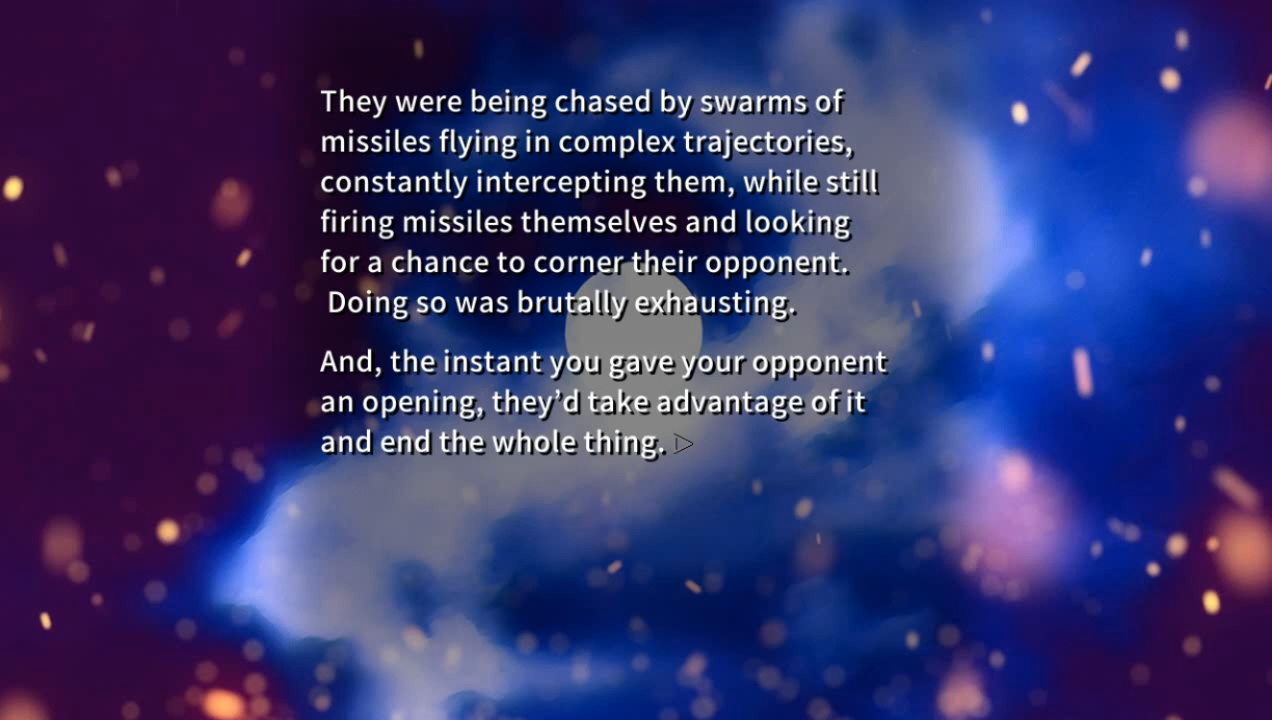 They were being chased by swarms of
missiles flying in complex trajectories,
constantly intercepting them, while still
firing missiles themselves and looking
for a chance to corner their opponent.
Doing so was brutally exhausting.
And, the instant you gave your opponent
an opening, they’d take advantage of it
and end the whole thing.